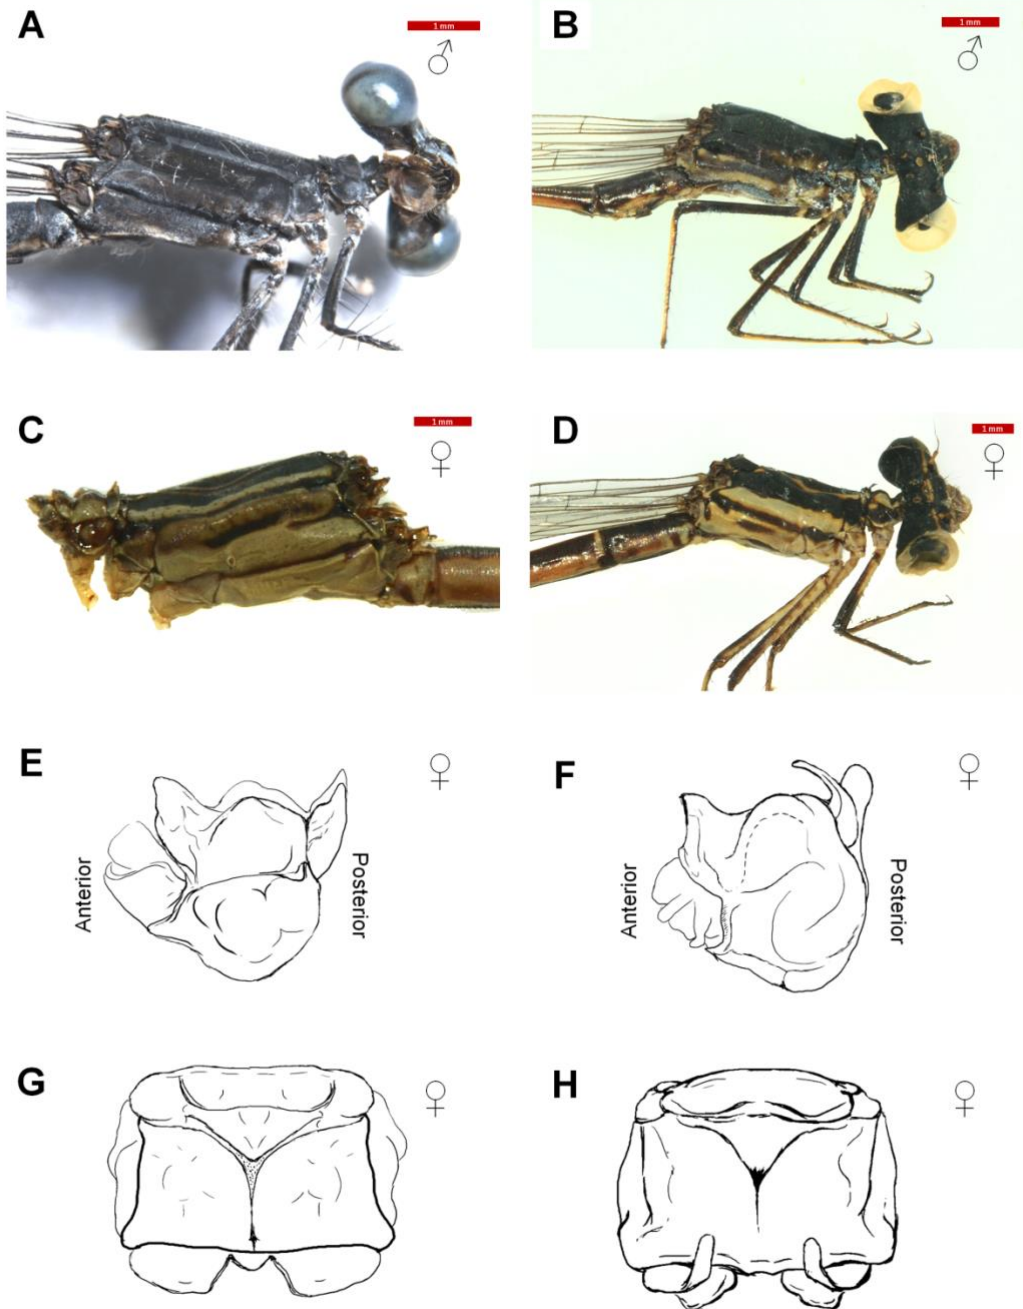 A
1 mm
♂
B
1 mm
♂
C
1 mm
♀
D
1 mm
♀
E
♀
Anterior
Posterior
F
♀
Anterior
Posterior
G
♀
H
♀